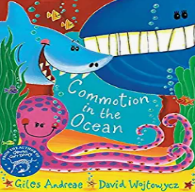 Commotion
in the
Ocean
Giles Andreae
David Wojtowycz